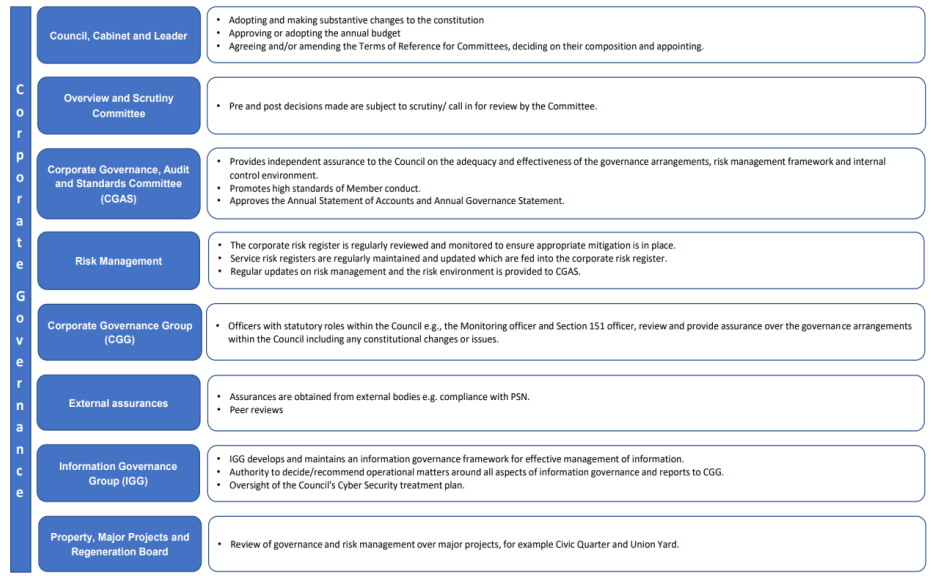 Corporate Governance
Council, Cabinet and Leader
• Adopting and making substantive changes to the constitution
• Approving or adopting the annual budget
• Agreeing and/or amending the Terms of Reference for Committees, deciding on their composition and appointing.
Overview and Scrutiny
Committee
• Pre and post decisions made are subject to scrutiny/ call in for review by the Committee.
Corporate Governance, Audit
and Standards Committee
(CGAS)
• Provides independent assurance to the Council on the adequacy and effectiveness of the governance arrangements, risk management framework and internal
control environment.
• Promotes high standards of Member conduct.
• Approves the Annual Statement of Accounts and Annual Governance Statement.
Risk Management
• The corporate risk register is regularly reviewed and monitored to ensure appropriate mitigation is in place.
• Service risk registers are regularly maintained and updated which are fed into the corporate risk register.
• Regular updates on risk management and the risk environment is provided to CGAS.
Corporate Governance Group
(CGG)
• Officers with statutory roles within the Council e.g., the Monitoring officer and Section 151 officer, review and provide assurance over the governance arrangements
within the Council including any constitutional changes or issues.
External assurances
• Assurances are obtained from external bodies e.g. compliance with PSN.
• Peer reviews
Information Governance
Group (IGG)
• IGG develops and maintains an information governance framework for effective management of information.
• Authority to decide/recommend operational matters around all aspects of information governance and reports to CGG.
• Oversight of the Council's Cyber Security treatment plan.
Property, Major Projects and
Regeneration Board
• Review of governance and risk management over major projects, for example Civic Quarter and Union Yard.